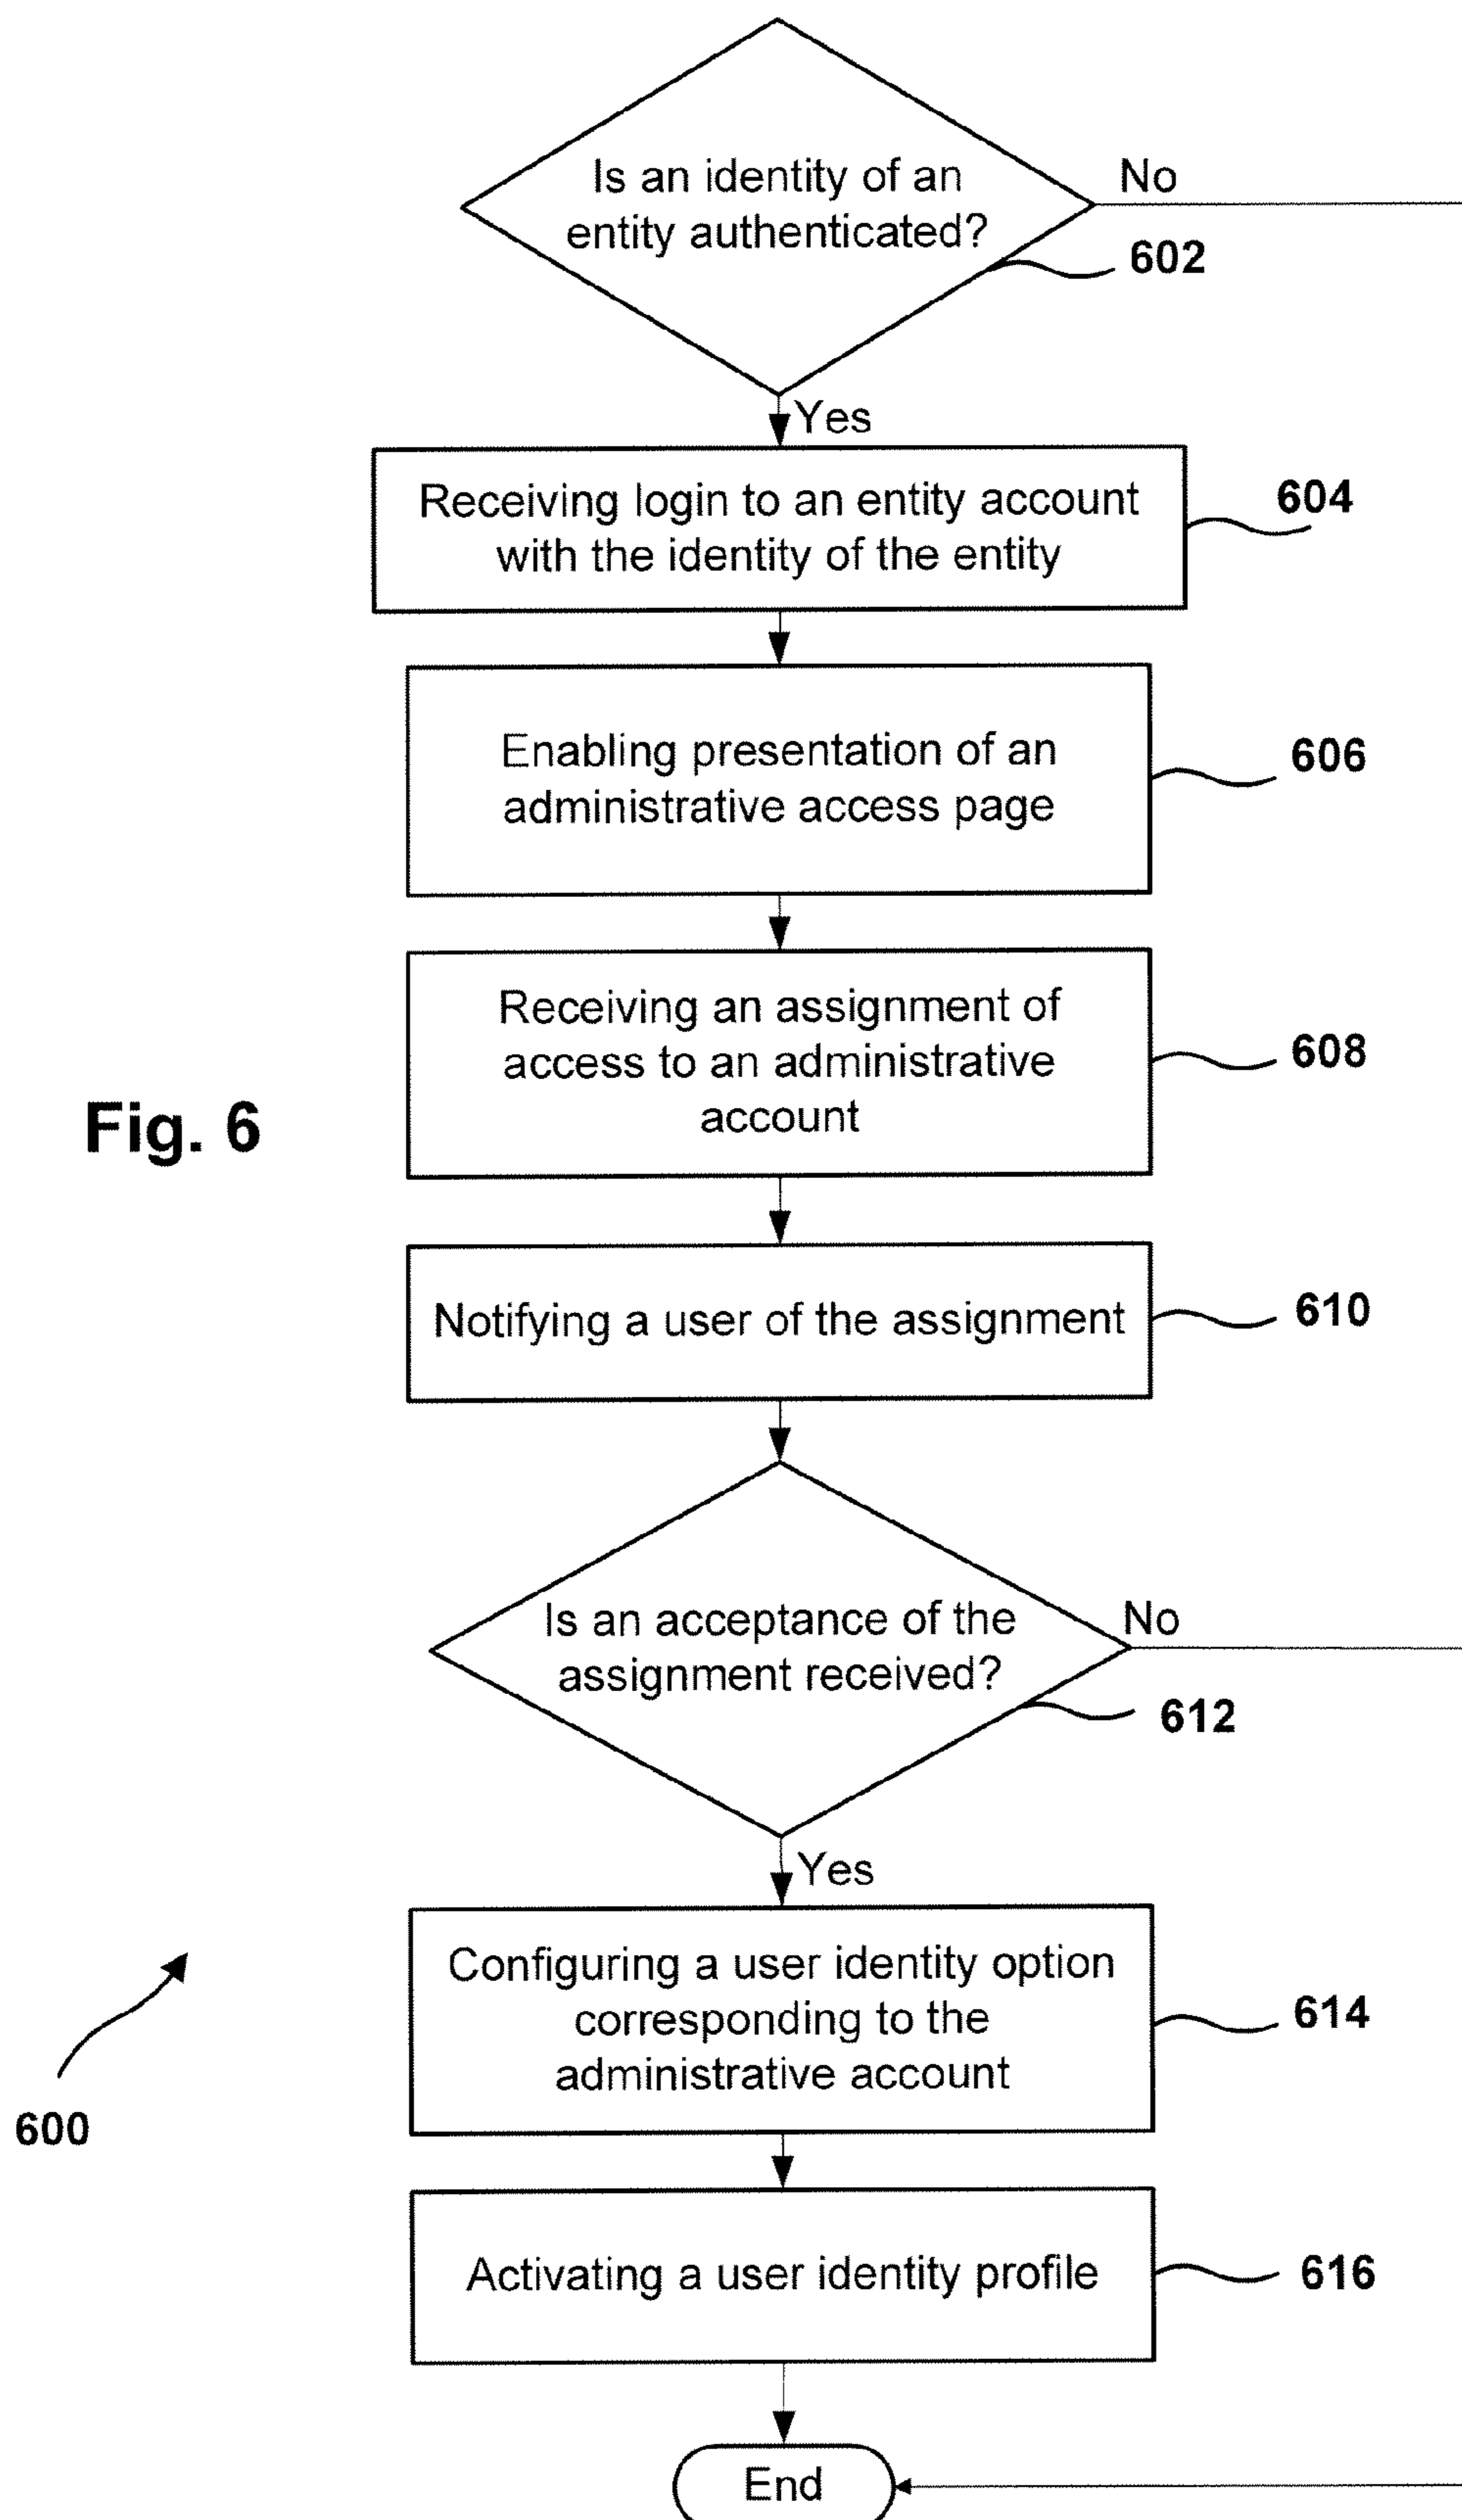 Is an identity of an
entity authenticated?
No
602
Yes
Receiving login to an entity account
with the identity of the entity
604
Enabling presentation of an
administrative access page
606
Receiving an assignment of
access to an administrative
account
608
Fig. 6
Notifying a user of the assignment
610
Is an acceptance of the
assignment received?
No
612
Yes
Configuring a user identity option
corresponding to the
administrative account
614
600
Activating a user identity profile
616
End